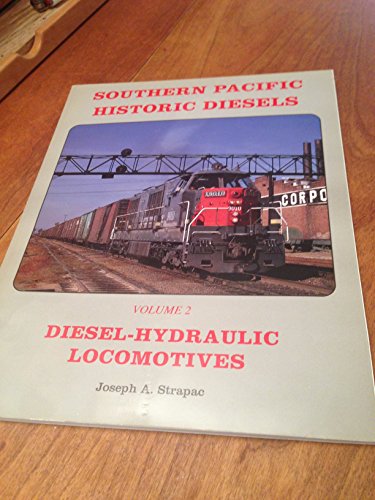 SOUTHERN PACIFIC
HISTORIC DIESELS
CORPO
VOLUME 2
DIESEL-HYDRAULIC
LOCOMOTIVES
Joseph A. Strapac